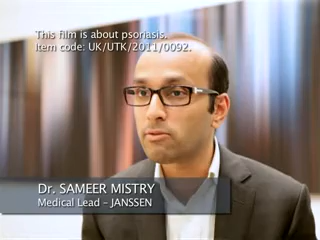 This film is about psoriasis.
Item code: UK/UTK/2011/0092.
Dr. SAMEER MISTRY
Medical Lead - JANSSEN